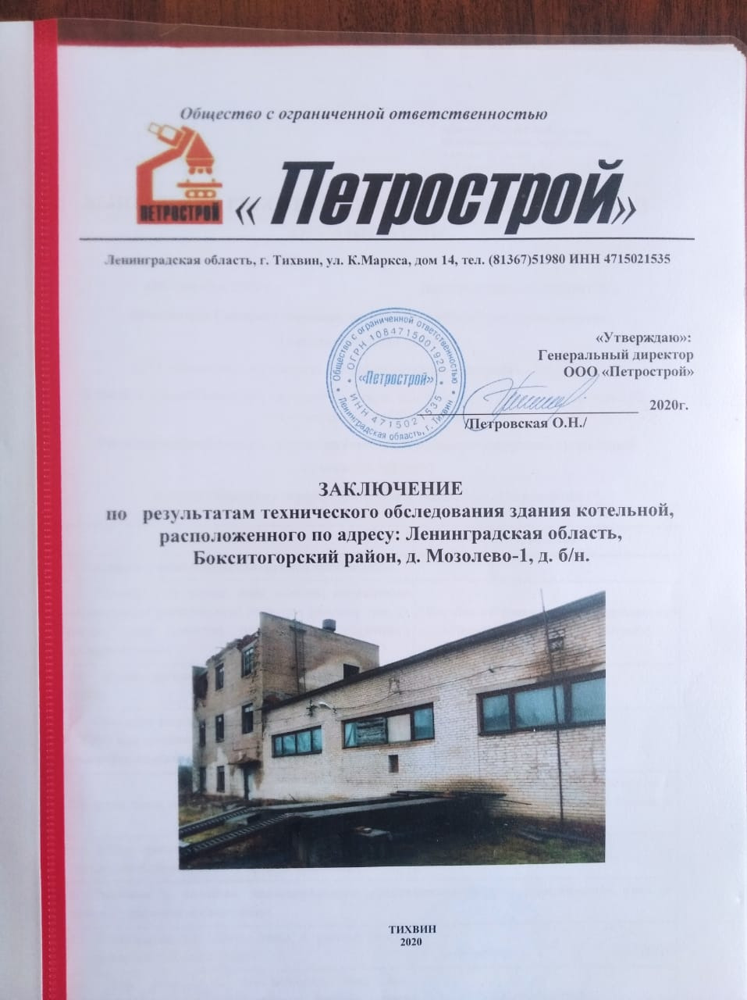 Общество с ограниченной ответственностью
ПЕТРОСТРОЙ
«Петрострой»
Ленинградская область, г. Тихвин, ул. К.Маркса, дом 14, тел. (81367)51980 ИНН 4715021535
Общество с ограниченной ответственностью
ОГРН 1084715001920
«Петрострой»
ИНН 4715021535
Ленинградская область, г. Тихвин
«Утверждаю»:
Генеральный директор
ООО «Петрострой»
2020г.
/Петровская О.Н./
ЗАКЛЮЧЕНИЕ
по результатам технического обследования здания котельной,
расположенного по адресу: Ленинградская область,
Бокситогорский район, д. Мозолево-1, д. б/н.
ТИХВИН
2020